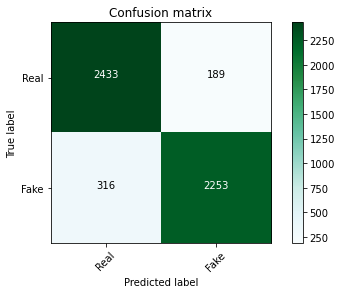 Confusion matrix
True label
Real
2433
189
Fake
316
2253
Real
Fake
Predicted label
2250
2000
1750
1500
1250
1000
750
500
250